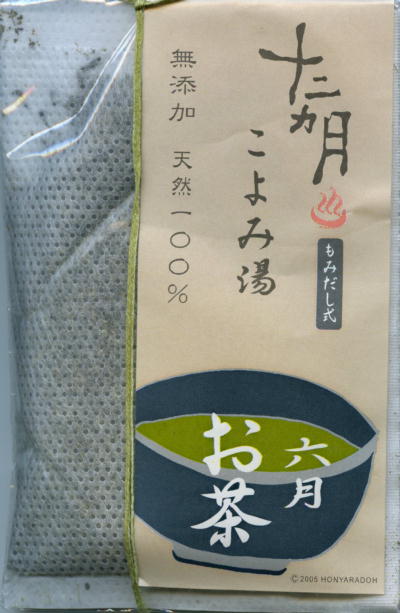 十二カ月
こよみ湯
もみだし式
無添加 天然一〇〇%
六月
お茶
©2005 HONYARADOH